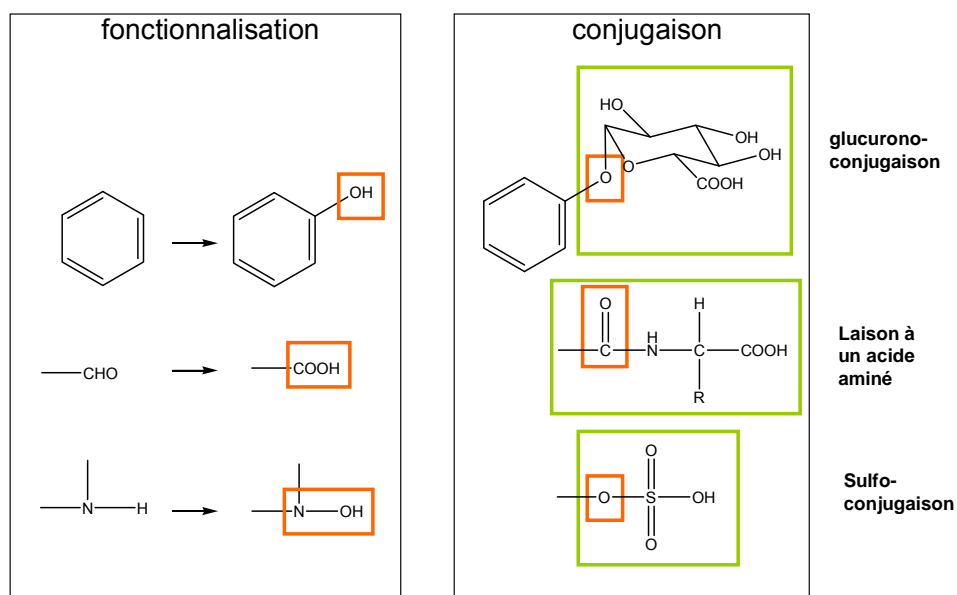 fonctionnalisation
OH
CHO
COOH
N
H
N
OH
conjugaison
HO
HO
OH
OH
O
O
COOH
glucurono-
conjugaison
O
H
H
C
N
C
COOH
R
Laison à
un acide
aminé
O
O
S
OH
O
Sulfo-
conjugaison